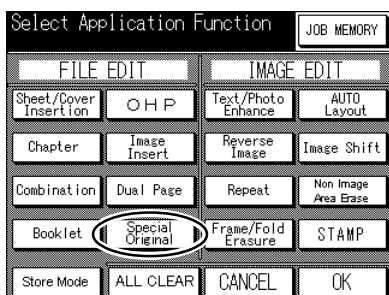 Select Application Function
JOB MEMORY
FILE EDIT
IMAGE EDIT
Sheet/Cover
Insertion
OHP
Text/Photo
Enhance
AUTO
Layout
Chapter
Image
Insert
Reverse
Image
Image Shift
Combination
Dual Page
Repeat
Non Image
Area Erase
Booklet
Special
Original
Frame/Fold
Erasure
STAMP
Store Mode
ALL CLEAR
CANCEL
OK